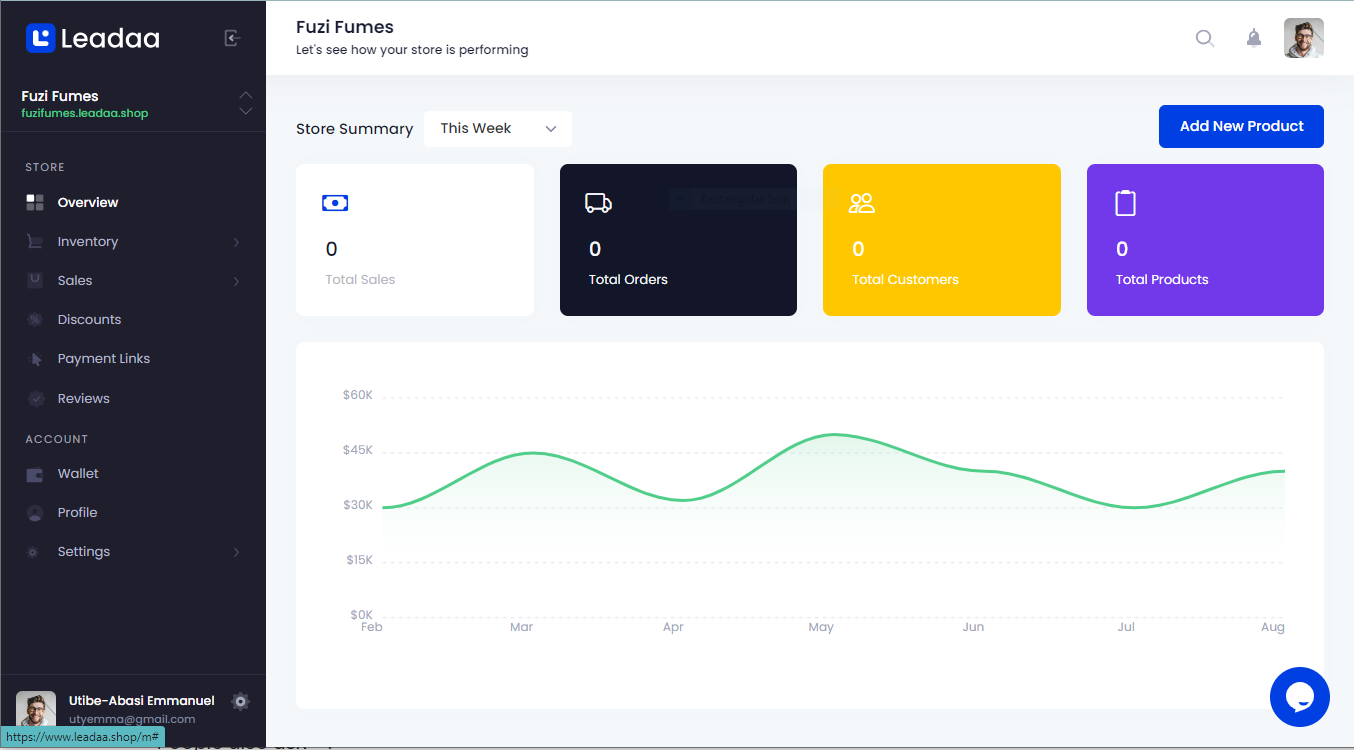 Leadaa
Fuzi Fumes
fuzifumes.leadaa.shop
STORE
Overview
Inventory
Sales
Discounts
Payment Links
Reviews
ACCOUNT
Wallet
Profile
Settings
Utibe-Abasi Emmanuel
utyemma@gmail.com
https://www.leadaa.shop/m#
Fuzi Fumes
Let's see how your store is performing
Store Summary
This Week
Add New Product
0
Total Sales
0
Total Orders
0
Total Customers
0
Total Products
$60K
$45K
$30K
$15K
$0K
Feb Mar Apr May Jun Jul Aug